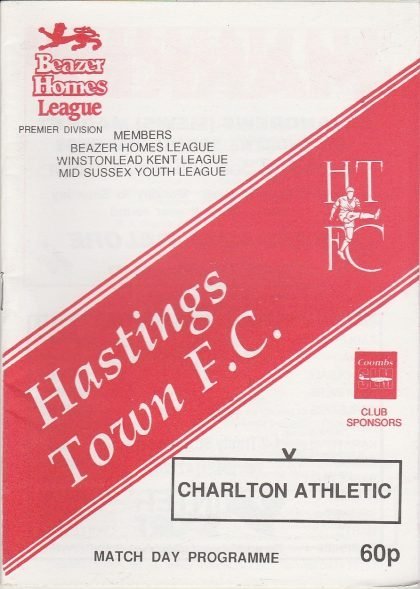 Beazer
Homes
League
PREMIER DIVISION
MEMBERS
BEAZER HOMES LEAGUE
WINSTONLEAD KENT LEAGUE
MID SUSSEX YOUTH LEAGUE
HT
FC
Hastings
Town F.C.
Coombs
CLUB
SPONSORS
V
CHARLTON ATHLETIC
MATCH DAY PROGRAMME
60p